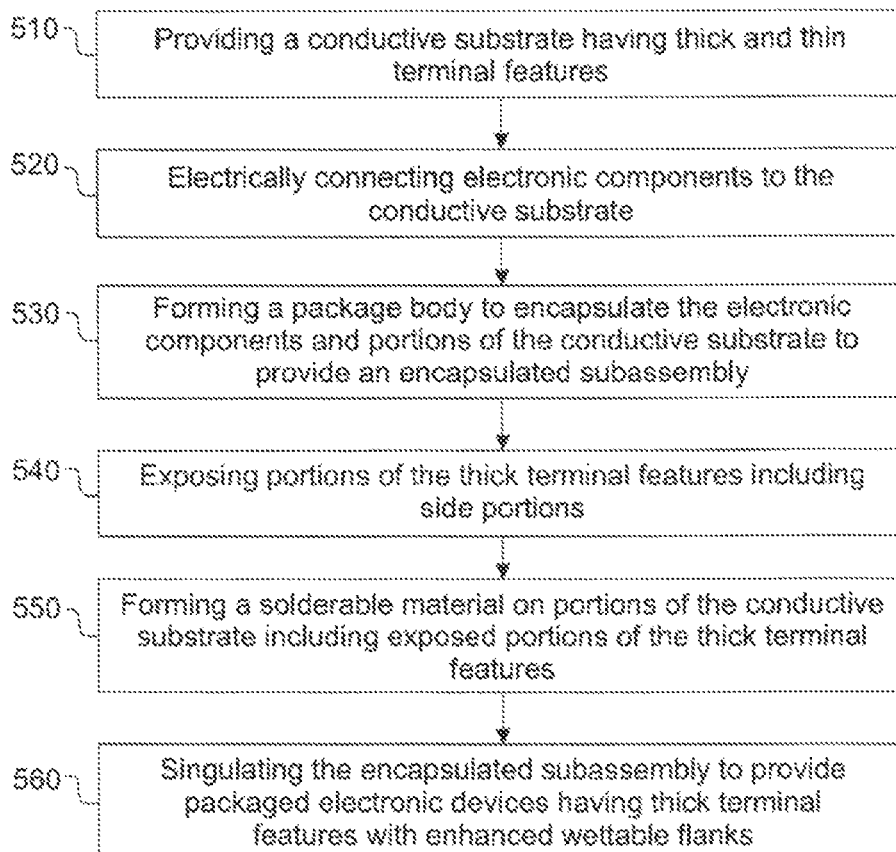 510
Providing a conductive substrate having thick and thin
terminal features
520
Electrically connecting electronic components to the
conductive substrate
530
Forming a package body to encapsulate the electronic
components and portions of the conductive substrate to
provide an encapsulated subassembly
540
Exposing portions of the thick terminal features including
side portions
550
Forming a solderable material on portions of the conductive
substrate including exposed portions of the thick terminal
features
560
Singulating the encapsulated subassembly to provide
packaged electronic devices having thick terminal
features with enhanced wettable flanks